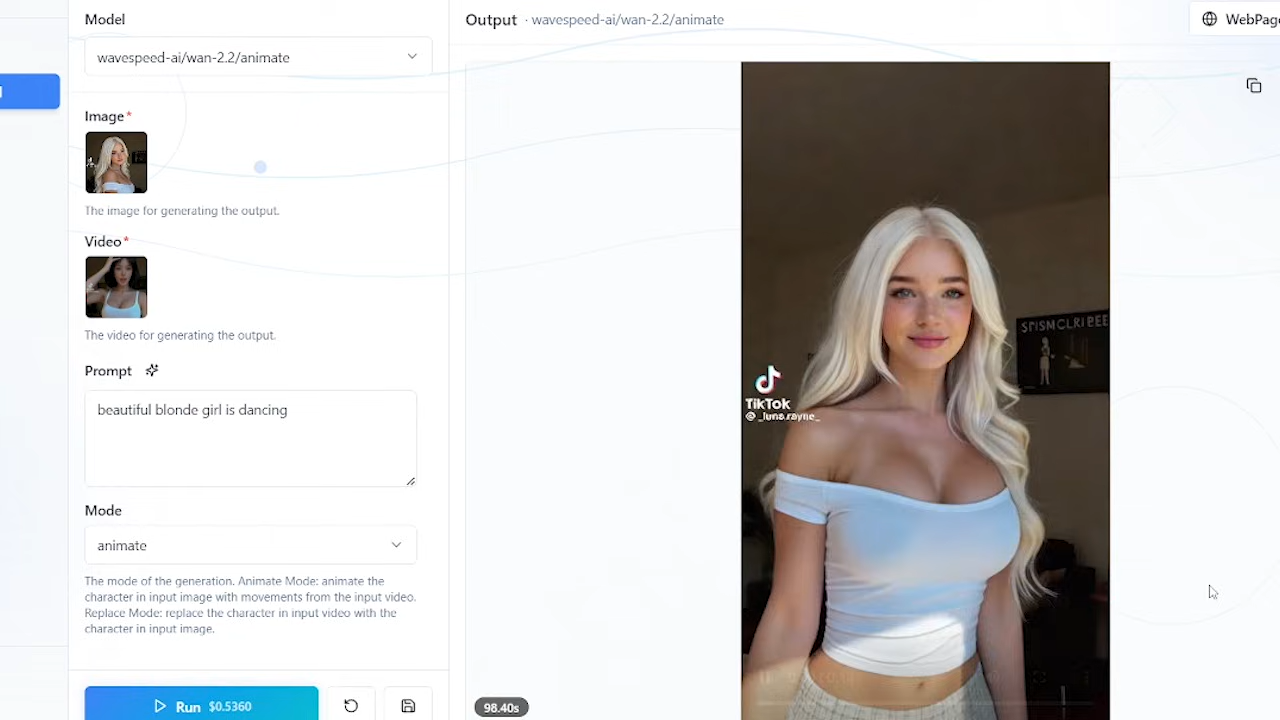 Model
wavespeed-ai/wan-2.2/animate
Image*
The image for generating the output.
Video*
The video for generating the output.
Prompt
beautiful blonde girl is dancing
Mode
animate
The mode of the generation. Animate Mode: animate the
character in input image with movements from the input video.
Replace Mode: replace the character in input video with the
character in input image.
Run $0.5360
Output · wavespeed-ai/wan-2.2/animate
WebPage
TikTok
@_luna.rayne_
98.40s